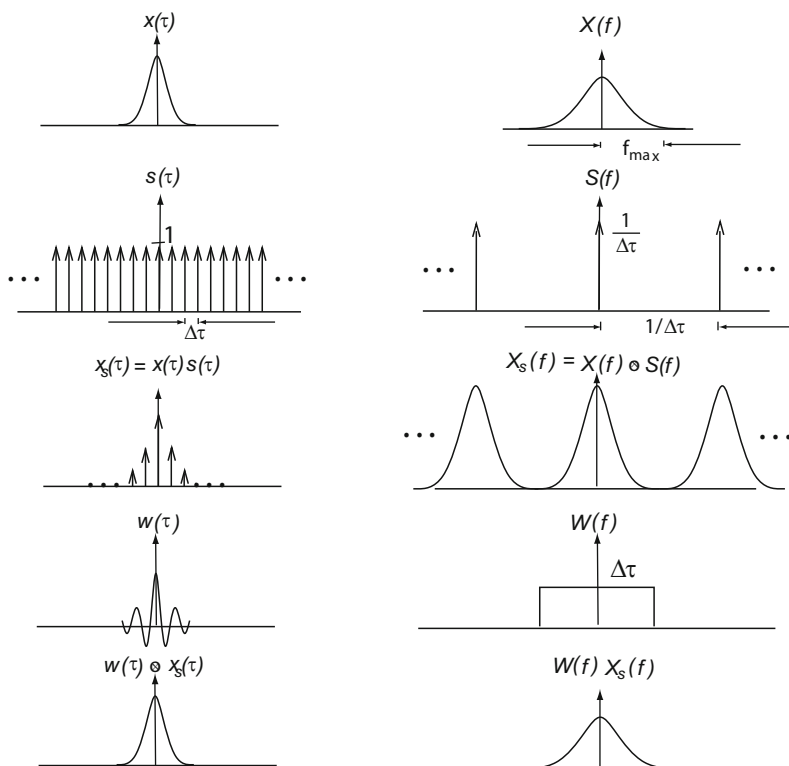 x(τ)
X(f)
f_max
s(τ)
S(f)
1
1/Δτ
Δτ
1/Δτ
x_s(τ) = x(τ) s(τ)
X_s(f) = X(f) ⊗ S(f)
w(τ)
W(f)
Δτ
w(τ) ⊗ x_s(τ)
W(f) X_s(f)